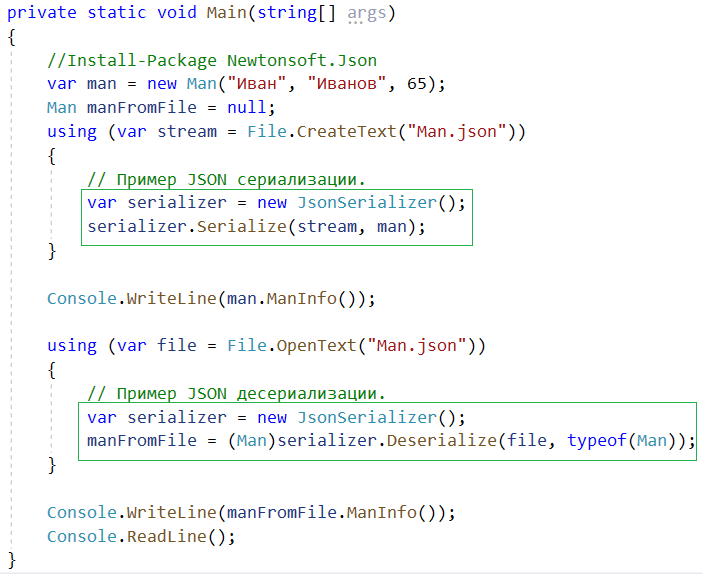 private static void Main(string[] args)
{
//Install-Package Newtonsoft.Json
var man = new Man("Иван", "Иванов", 65);
Man manFromFile = null;
using (var stream = File.CreateText("Man.json"))
{
// Пример JSON сериализации.
var serializer = new JsonSerializer();
serializer.Serialize(stream, man);
}
Console.WriteLine(man.ManInfo());
using (var file = File.OpenText("Man.json"))
{
// Пример JSON десериализации.
var serializer = new JsonSerializer();
manFromFile = (Man)serializer.Deserialize(file, typeof(Man));
}
Console.WriteLine(manFromFile.ManInfo());
Console.ReadLine();
}